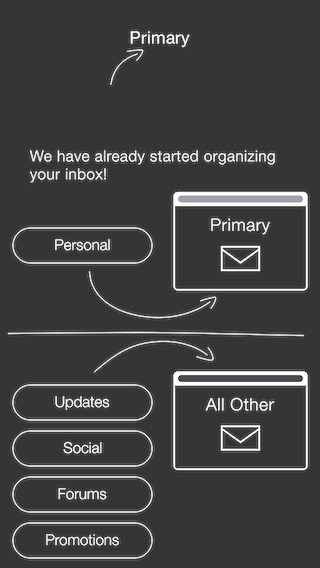 Primary
We have already started organizing
your inbox!
Primary
Personal
All Other
Updates
Social
Forums
Promotions